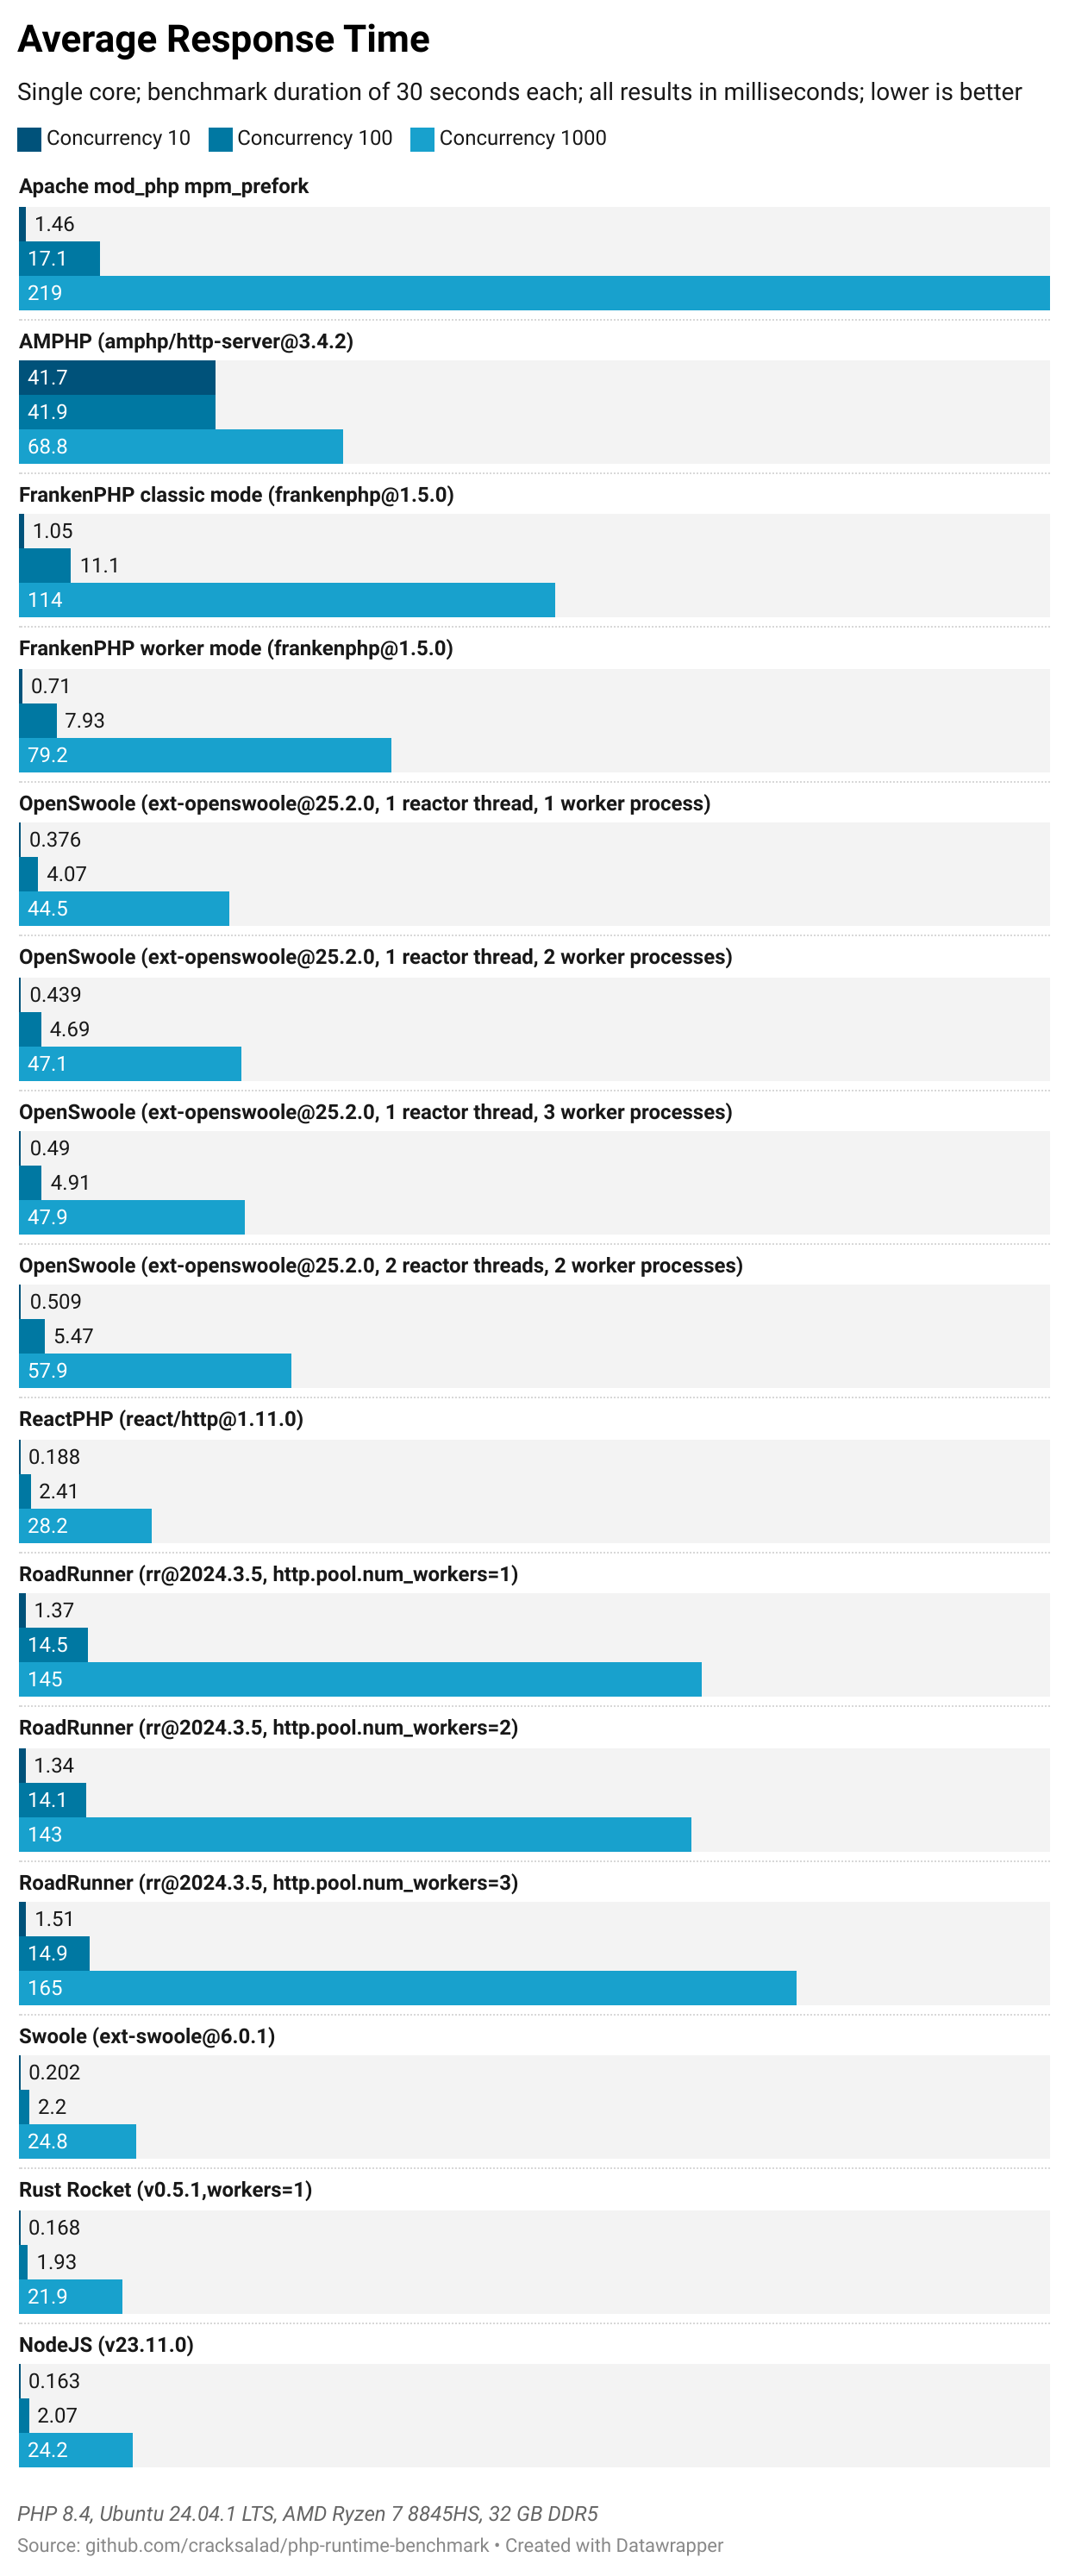 Average Response Time
Single core; benchmark duration of 30 seconds each; all results in milliseconds; lower is better
Concurrency 10 Concurrency 100 Concurrency 1000
Apache mod_php mpm_prefork
1.46
17.1
219
AMPHP (amphp/http-server@3.4.2)
41.7
41.9
68.8
FrankenPHP classic mode (frankenphp@1.5.0)
1.05
11.1
114
FrankenPHP worker mode (frankenphp@1.5.0)
0.71
7.93
79.2
OpenSwoole (ext-openswoole@25.2.0, 1 reactor thread, 1 worker process)
0.376
4.07
44.5
OpenSwoole (ext-openswoole@25.2.0, 1 reactor thread, 2 worker processes)
0.439
4.69
47.1
OpenSwoole (ext-openswoole@25.2.0, 1 reactor thread, 3 worker processes)
0.49
4.91
47.9
OpenSwoole (ext-openswoole@25.2.0, 2 reactor threads, 2 worker processes)
0.509
5.47
57.9
ReactPHP (react/http@1.11.0)
0.188
2.41
28.2
RoadRunner (rr@2024.3.5, http.pool.num_workers=1)
1.37
14.5
145
RoadRunner (rr@2024.3.5, http.pool.num_workers=2)
1.34
14.1
143
RoadRunner (rr@2024.3.5, http.pool.num_workers=3)
1.51
14.9
165
Swoole (ext-swoole@6.0.1)
0.202
2.2
24.8
Rust Rocket (v0.5.1,workers=1)
0.168
1.93
21.9
NodeJS (v23.11.0)
0.163
2.07
24.2
PHP 8.4, Ubuntu 24.04.1 LTS, AMD Ryzen 7 8845HS, 32 GB DDR5
Source: github.com/cracksalad/php-runtime-benchmark • Created with Datawrapper